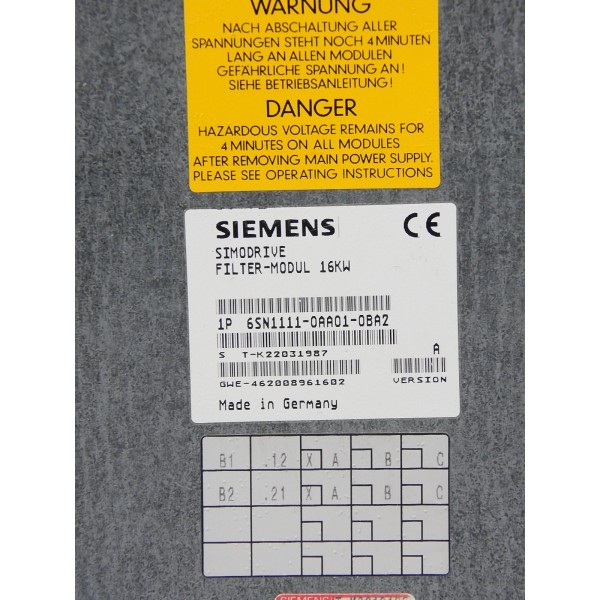 WARNUNG
NACH ABSCHALTUNG ALLER
SPANNUNGEN STEHT NOCH 4 MINUTEN
LANG AN ALLEN MODULEN
GEFÄHRLICHE SPANNUNG AN!
SIEHE BETRIEBSANLEITUNG!
DANGER
HAZARDOUS VOLTAGE REMAINS FOR
4 MINUTES ON ALL MODULES
AFTER REMOVING MAIN POWER SUPPLY.
PLEASE SEE OPERATING INSTRUCTIONS
SIEMENS CE
SIMODRIVE
FILTER-MODUL 16KW
1P 6SN1111-0AA01-0BA2
S T-K22031987 A
GWE-462008961602 VERSION
Made in Germany
B1 .12 X A B C
B2 .21 X A B C
SIEMENS